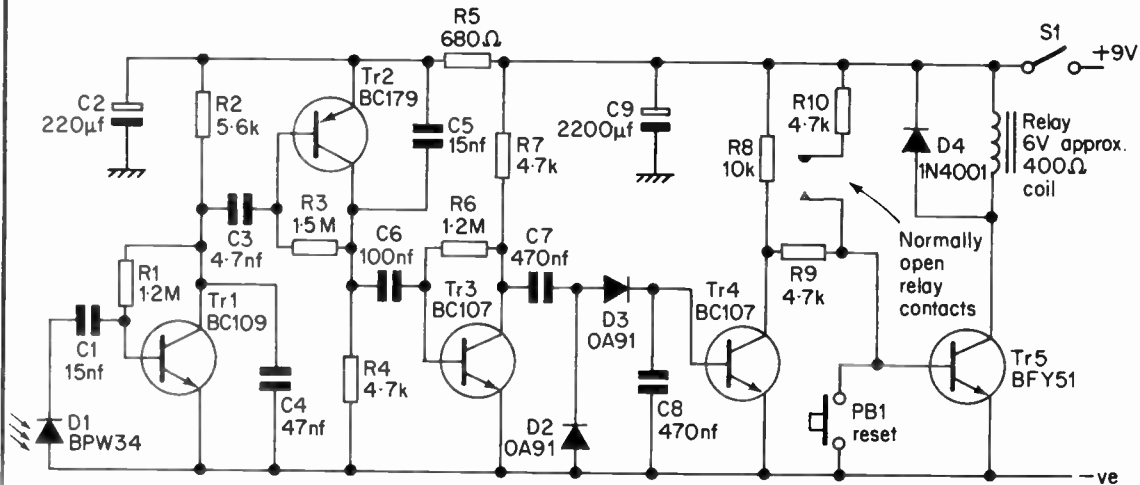 R5
680Ω
S1
+9V
Tr2
BC179
C2
220µf
R2
5·6k
C5
15nf
C9
2200µf
R10
4·7k
R7
4·7k
R8
10k
D4
1N4001
Relay
6V approx.
400Ω
coil
R3
1·5M
R6
1·2M
C3
4·7nf
C6
100nf
C7
470nf
R1
1·2M
Tr1
BC109
Tr3
BC107
D3
OA91
Tr4
BC107
R9
4·7k
Normally
open
relay
contacts
C1
15nf
R4
4·7k
C4
47nf
D1
BPW34
D2
OA91
C8
470nf
PB1
reset
Tr5
BFY51
-ve